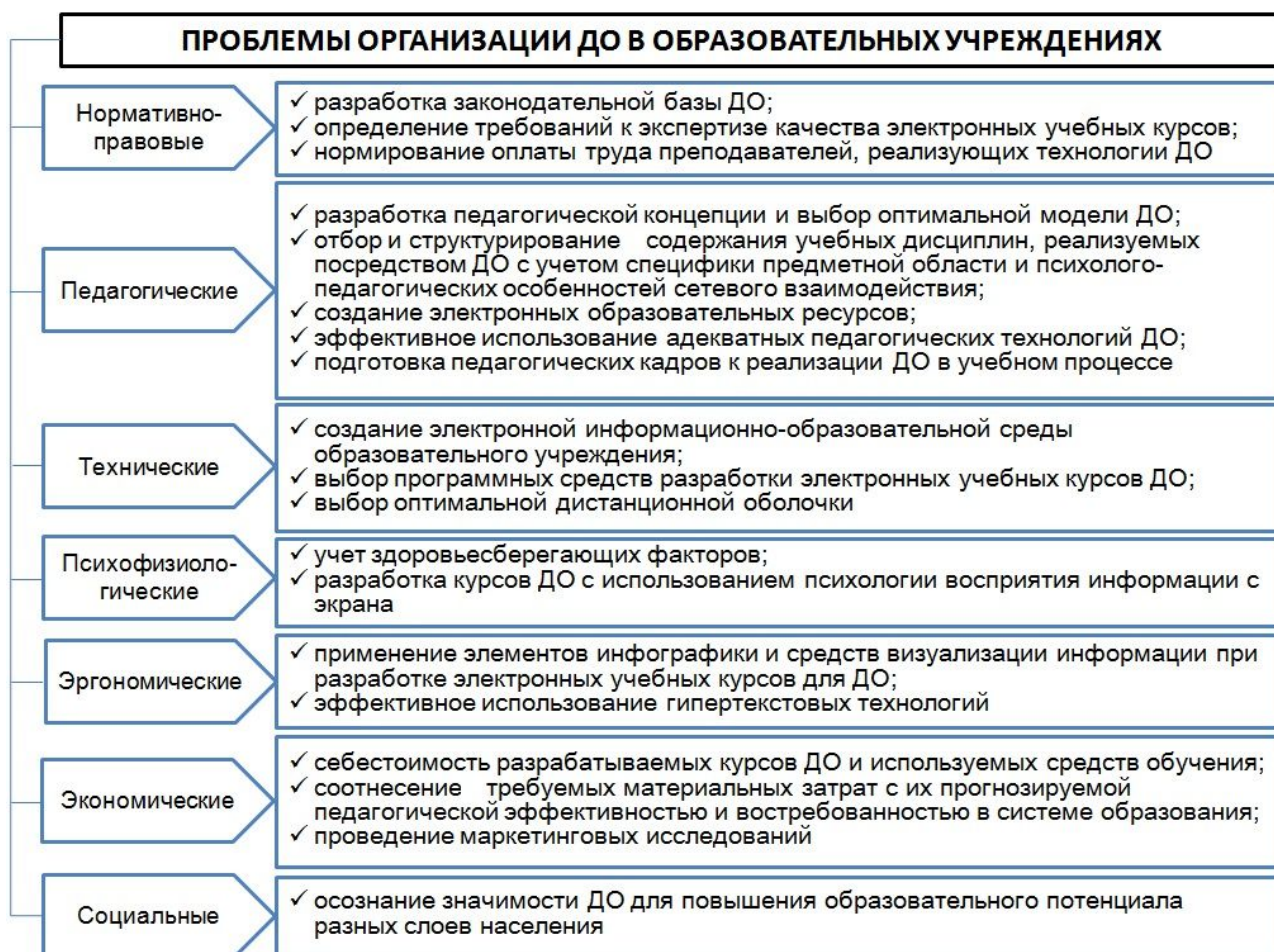 ПРОБЛЕМЫ ОРГАНИЗАЦИИ ДО В ОБРАЗОВАТЕЛЬНЫХ УЧРЕЖДЕНИЯХ
Нормативно-
правовые
✓ разработка законодательной базы ДО;
✓ определение требований к экспертизе качества электронных учебных курсов;
✓ нормирование оплаты труда преподавателей, реализующих технологии ДО
Педагогические
✓ разработка педагогической концепции и выбор оптимальной модели ДО;
✓ отбор и структурирование содержания учебных дисциплин, реализуемых
посредством ДО с учетом специфики предметной области и психолого-
педагогических особенностей сетевого взаимодействия;
✓ создание электронных образовательных ресурсов;
✓ эффективное использование адекватных педагогических технологий ДО;
✓ подготовка педагогических кадров к реализации ДО в учебном процессе
Технические
✓ создание электронной информационно-образовательной среды
образовательного учреждения;
✓ выбор программных средств разработки электронных учебных курсов ДО;
✓ выбор оптимальной дистанционной оболочки
Психофизиоло-
гические
✓ учет здоровьесберегающих факторов;
✓ разработка курсов ДО с использованием психологии восприятия информации с
экрана
Эргономические
✓ применение элементов инфографики и средств визуализации информации при
разработке электронных учебных курсов для ДО;
✓ эффективное использование гипертекстовых технологий
Экономические
✓ себестоимость разрабатываемых курсов ДО и используемых средств обучения;
✓ соотнесение требуемых материальных затрат с их прогнозируемой
педагогической эффективностью и востребованностью в системе образования;
✓ проведение маркетинговых исследований
Социальные
✓ осознание значимости ДО для повышения образовательного потенциала
разных слоев населения